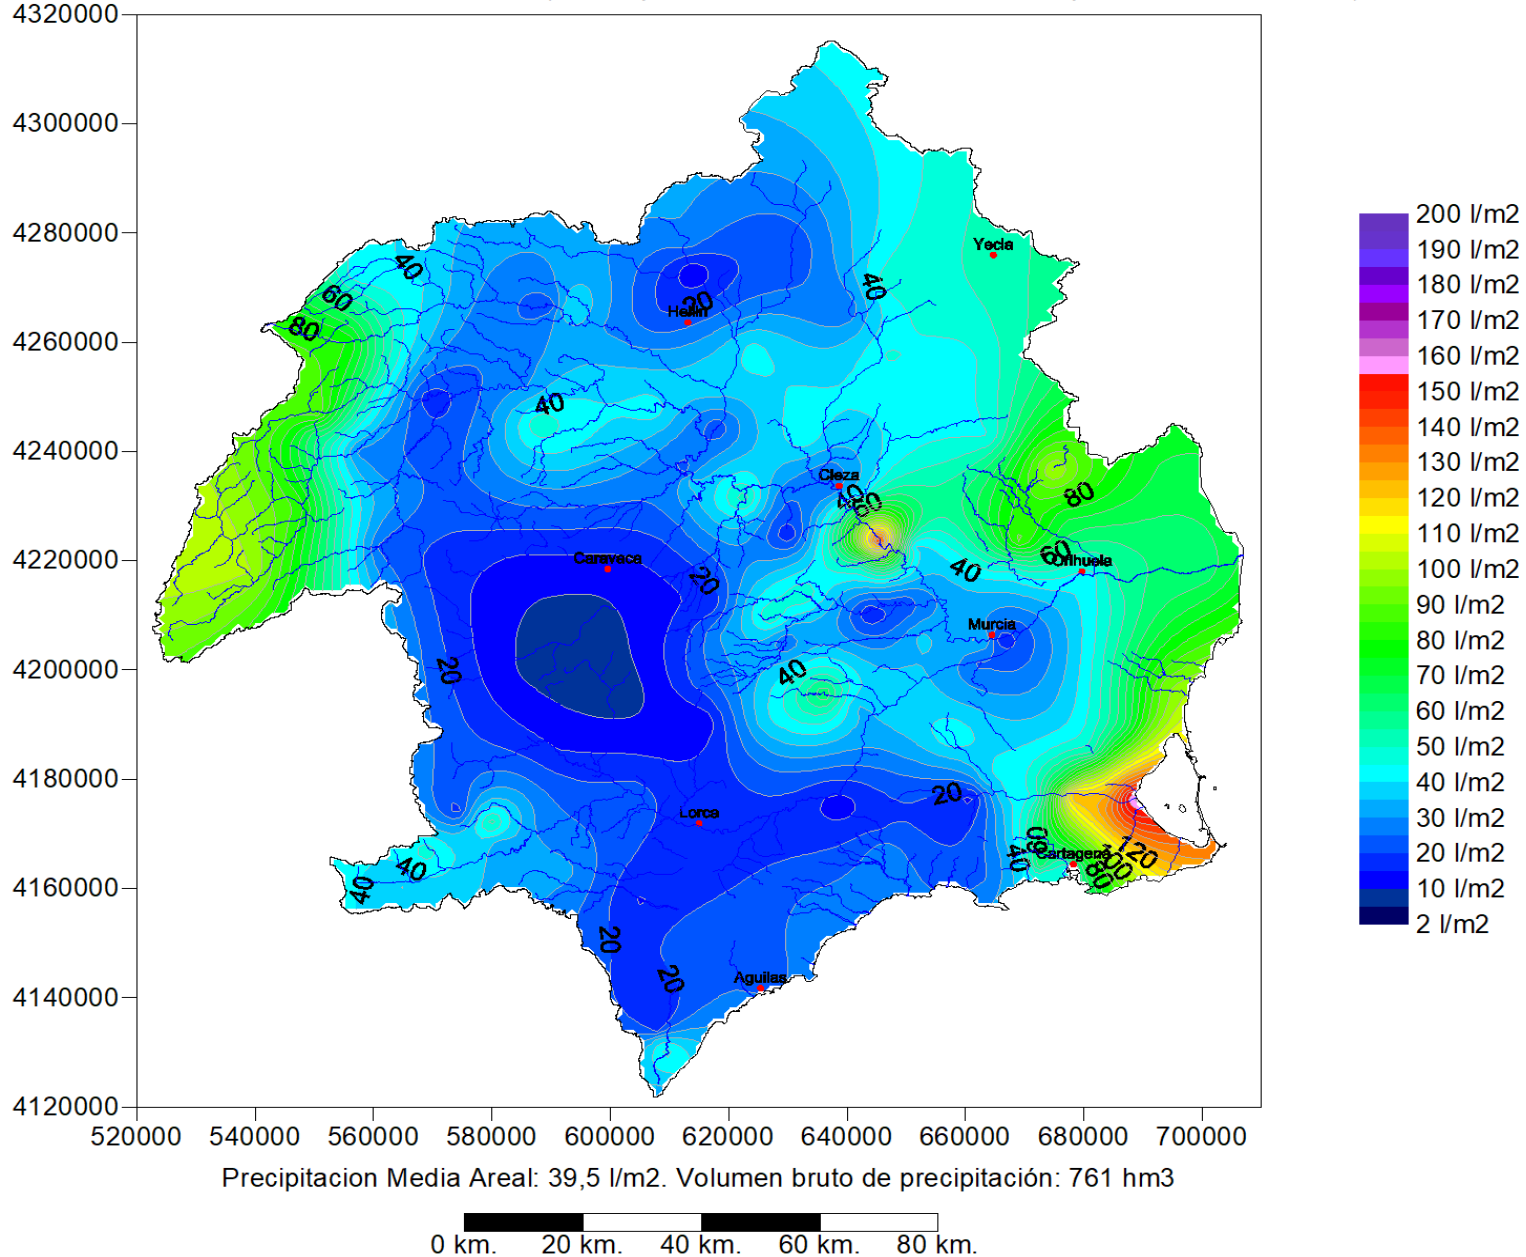 4320000
4300000
4280000
4260000
4240000
4220000
4200000
4180000
4160000
4140000
4120000
520000 540000 560000 580000 600000 620000 640000 660000 680000 700000
40
60
80
20
Hellín
Yecla
40
40
Cieza
40
60
80
60
Orihuela
40
Caravaca
20
Murcia
20
40
20
Lorca
60
40
Cartagena
120
100
80
40
40
20
20
Aguilas
200 l/m2
190 l/m2
180 l/m2
170 l/m2
160 l/m2
150 l/m2
140 l/m2
130 l/m2
120 l/m2
110 l/m2
100 l/m2
90 l/m2
80 l/m2
70 l/m2
60 l/m2
50 l/m2
40 l/m2
30 l/m2
20 l/m2
10 l/m2
2 l/m2
Precipitacion Media Areal: 39,5 l/m2. Volumen bruto de precipitación: 761 hm3
0 km. 20 km. 40 km. 60 km. 80 km.